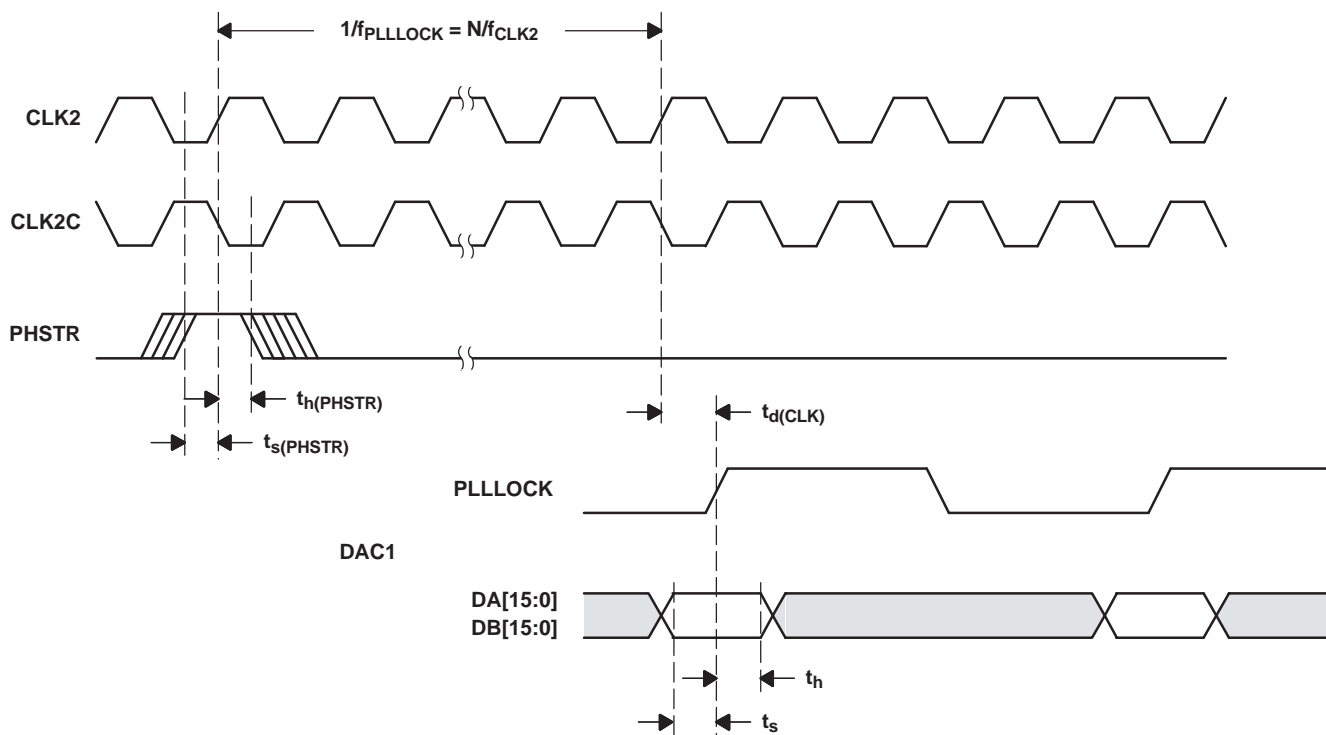 1/fPLLLOCK = N/fCLK2
CLK2
CLK2C
PHSTR
th(PHSTR)
ts(PHSTR)
td(CLK)
PLLLOCK
DAC1
DA[15:0]
DB[15:0]
th
ts